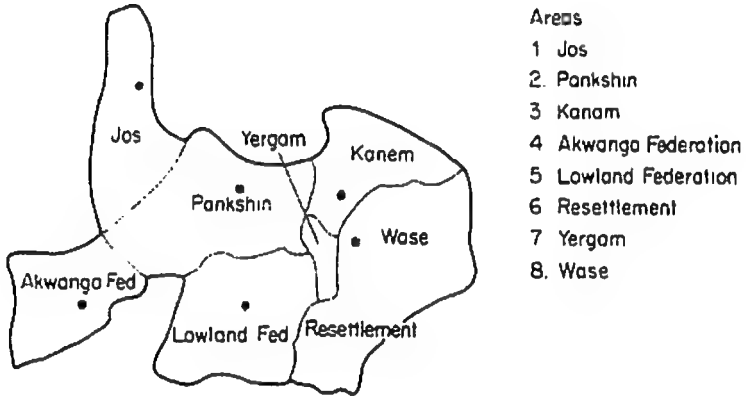 Jos
Yergam
Kanem
Pankshin
Wase
Akwanga Fed
Lowland Fed
Resettlement
Areas
1 Jos
2. Pankshin
3 Kanam
4 Akwanga Federation
5 Lowland Federation
6 Resettlement
7 Yergam
8. Wase